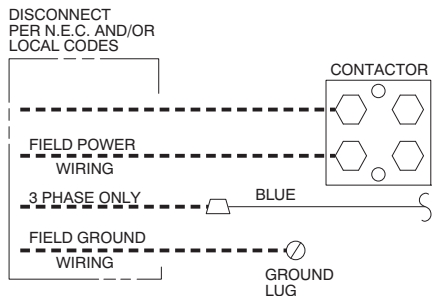 DISCONNECT
PER N.E.C. AND/OR
LOCAL CODES
CONTACTOR
FIELD POWER
WIRING
3 PHASE ONLY
BLUE
FIELD GROUND
WIRING
GROUND
LUG